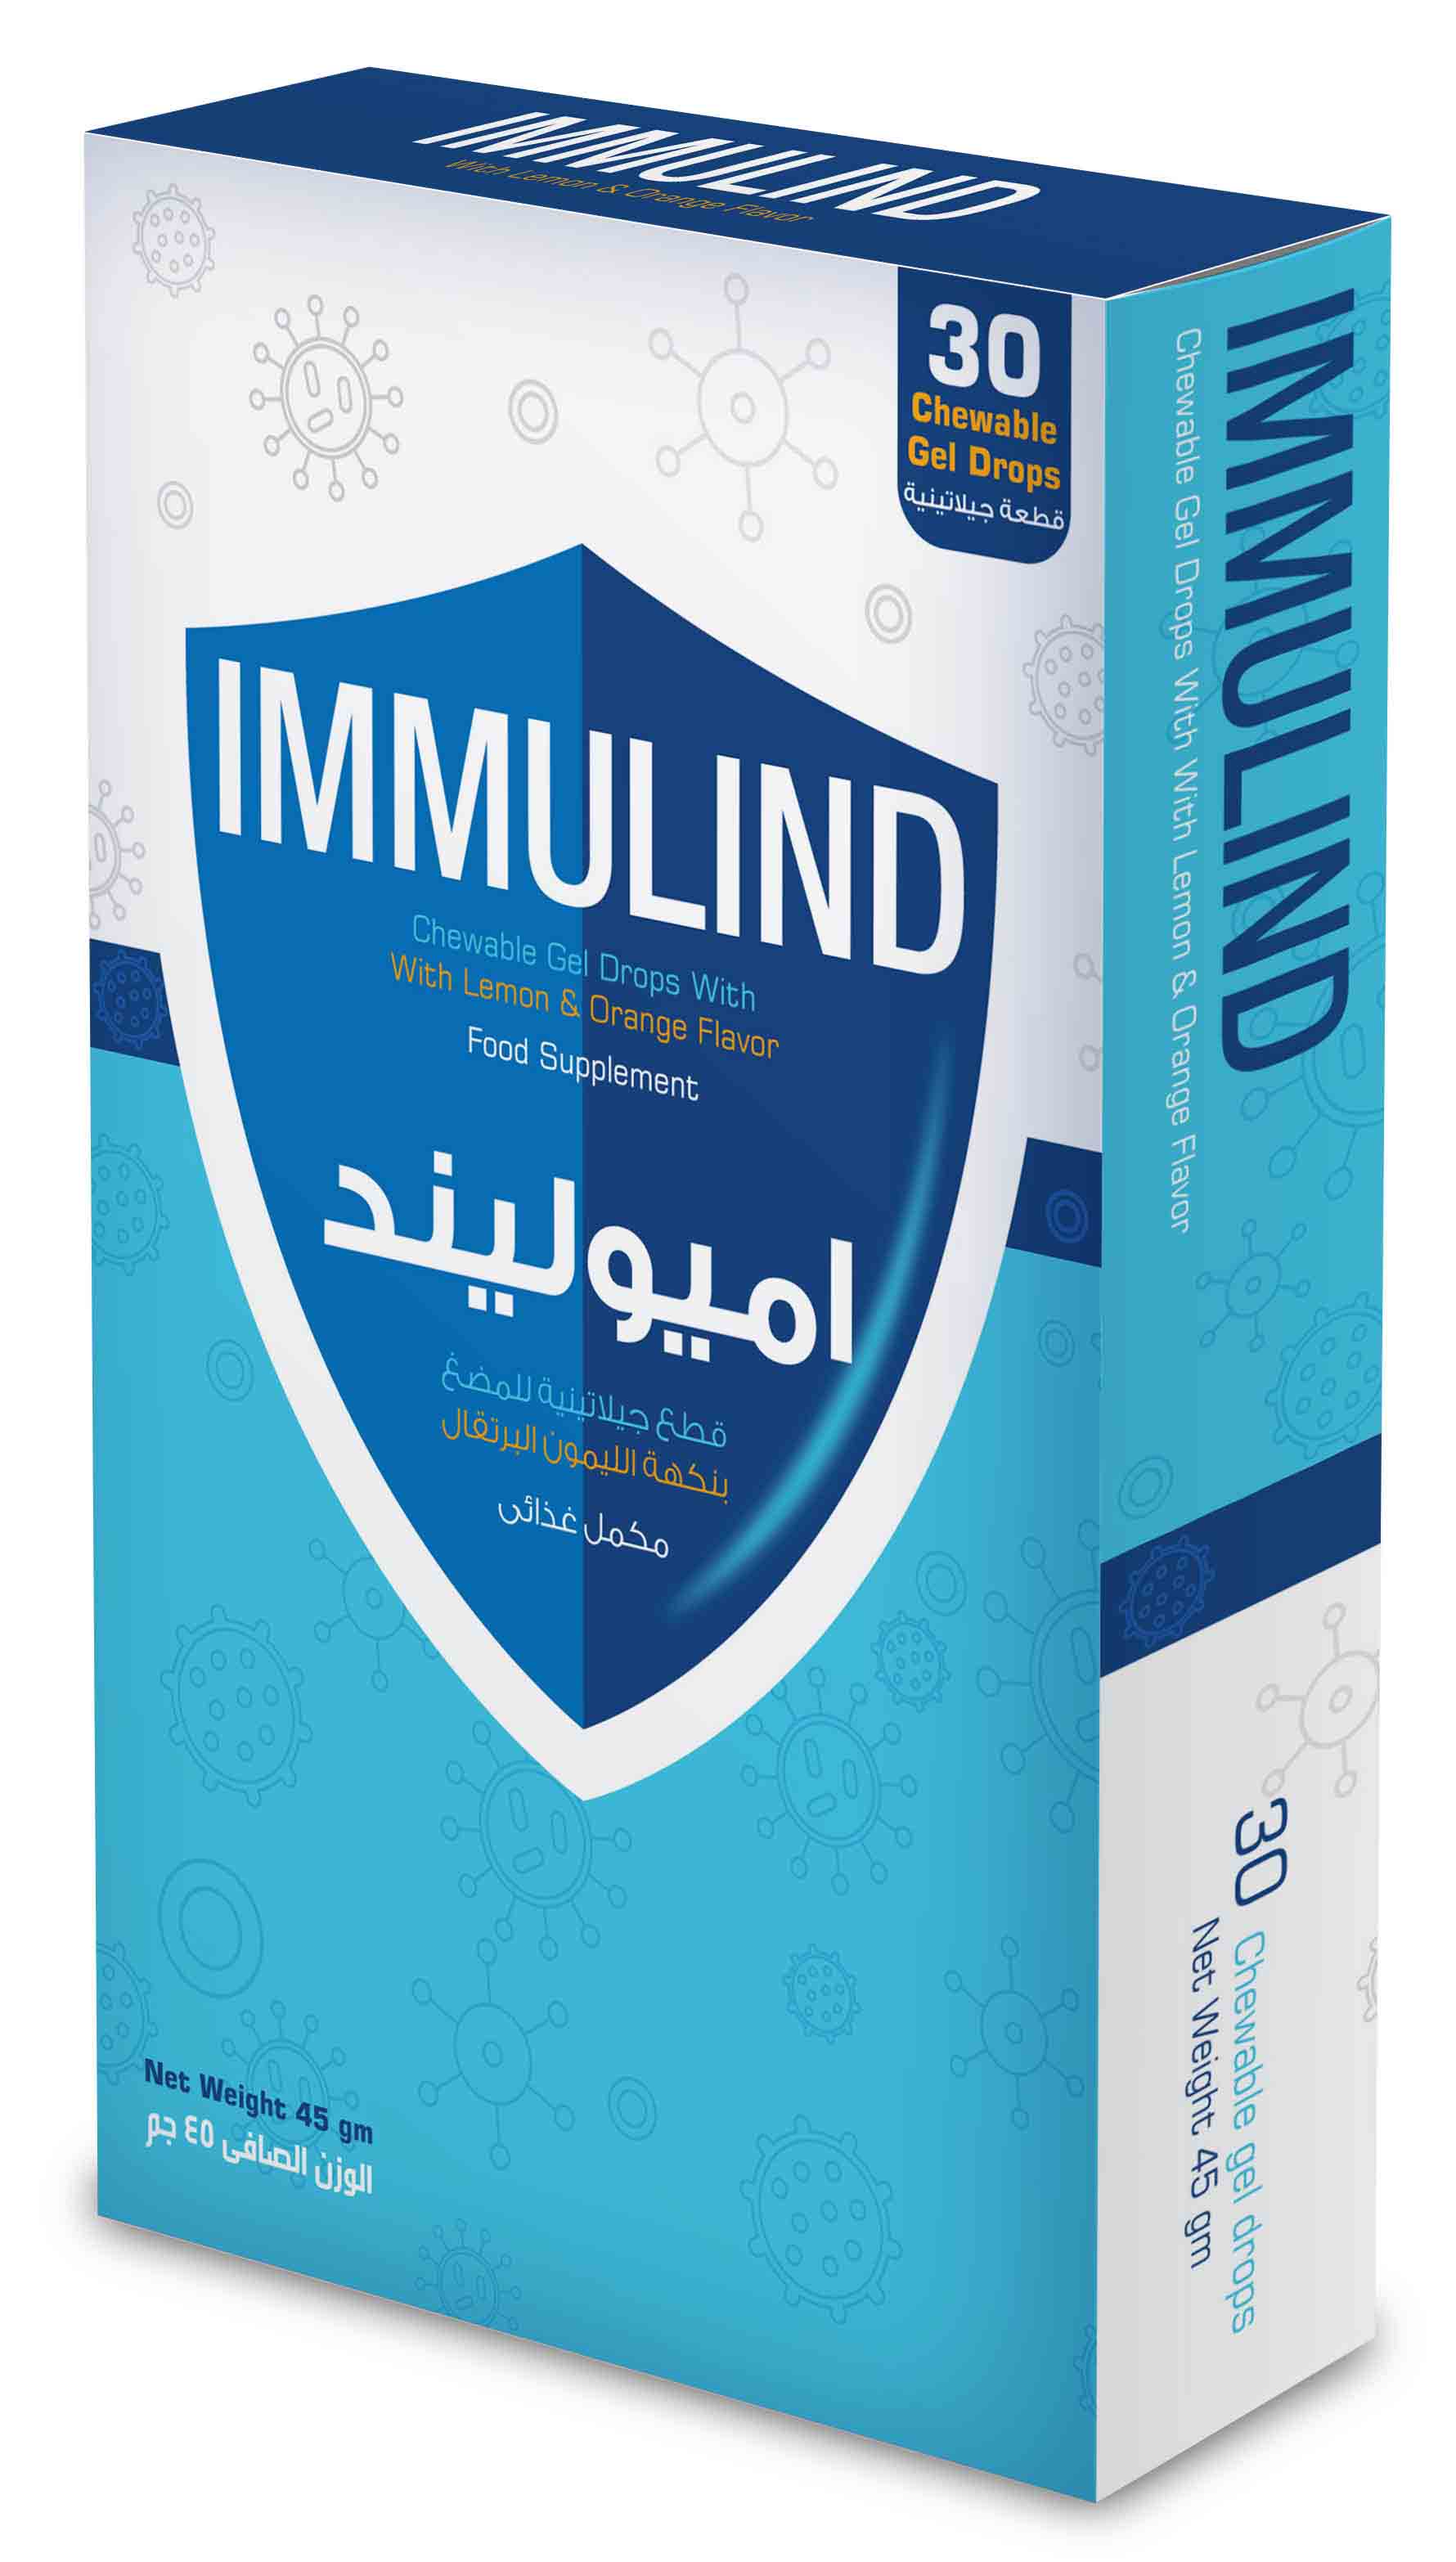 IMMULIND
With Lemon & Orange Flavor
30
Chewable
Gel Drops
قطعة جيلاتينية
IMMULIND
Chewable Gel Drops With
With Lemon & Orange Flavor
Food Supplement
اميوليند
قطع جيلاتينية للمضغ
بنكهة الليمون البرتقال
مكمل غذائى
Net Weight 45 gm
الوزن الصافى ٤٥ جم
IMMULIND
Chewable Gel Drops With With Lemon & Orange Flavor
30 Chewable gel drops
Net Weight 45 gm